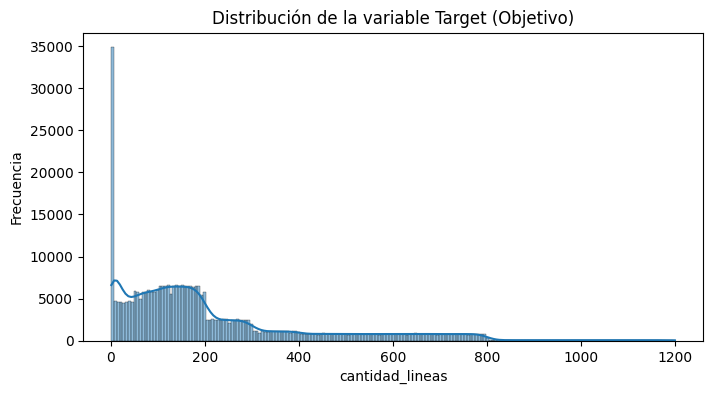 Distribución de la variable Target (Objetivo)
35000
30000
25000
20000
15000
10000
5000
0
Frecuencia
0 200 400 600 800 1000 1200
cantidad_lineas